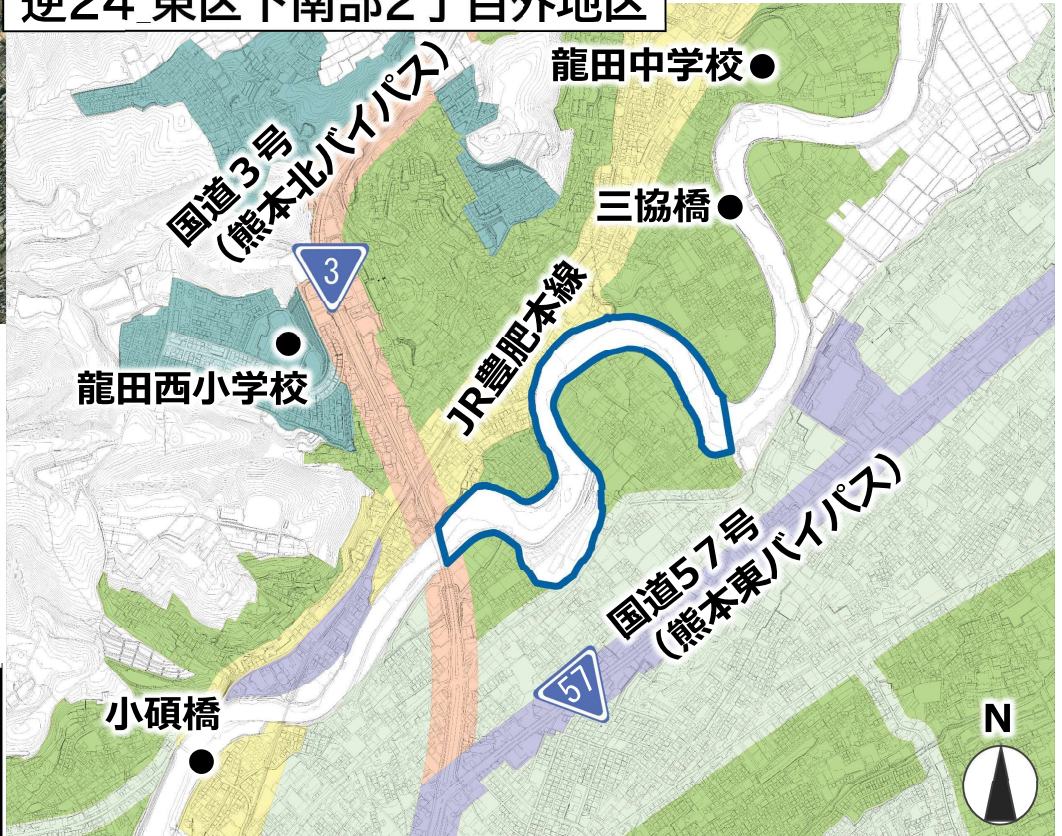 逆24_東区下南部2丁目外地区
龍田中学校
国道3号
(熊本北バイパス)
三協橋
3
JR豊肥本線
龍田西小学校
国道57号
(熊本東バイパス)
57
小碩橋
N